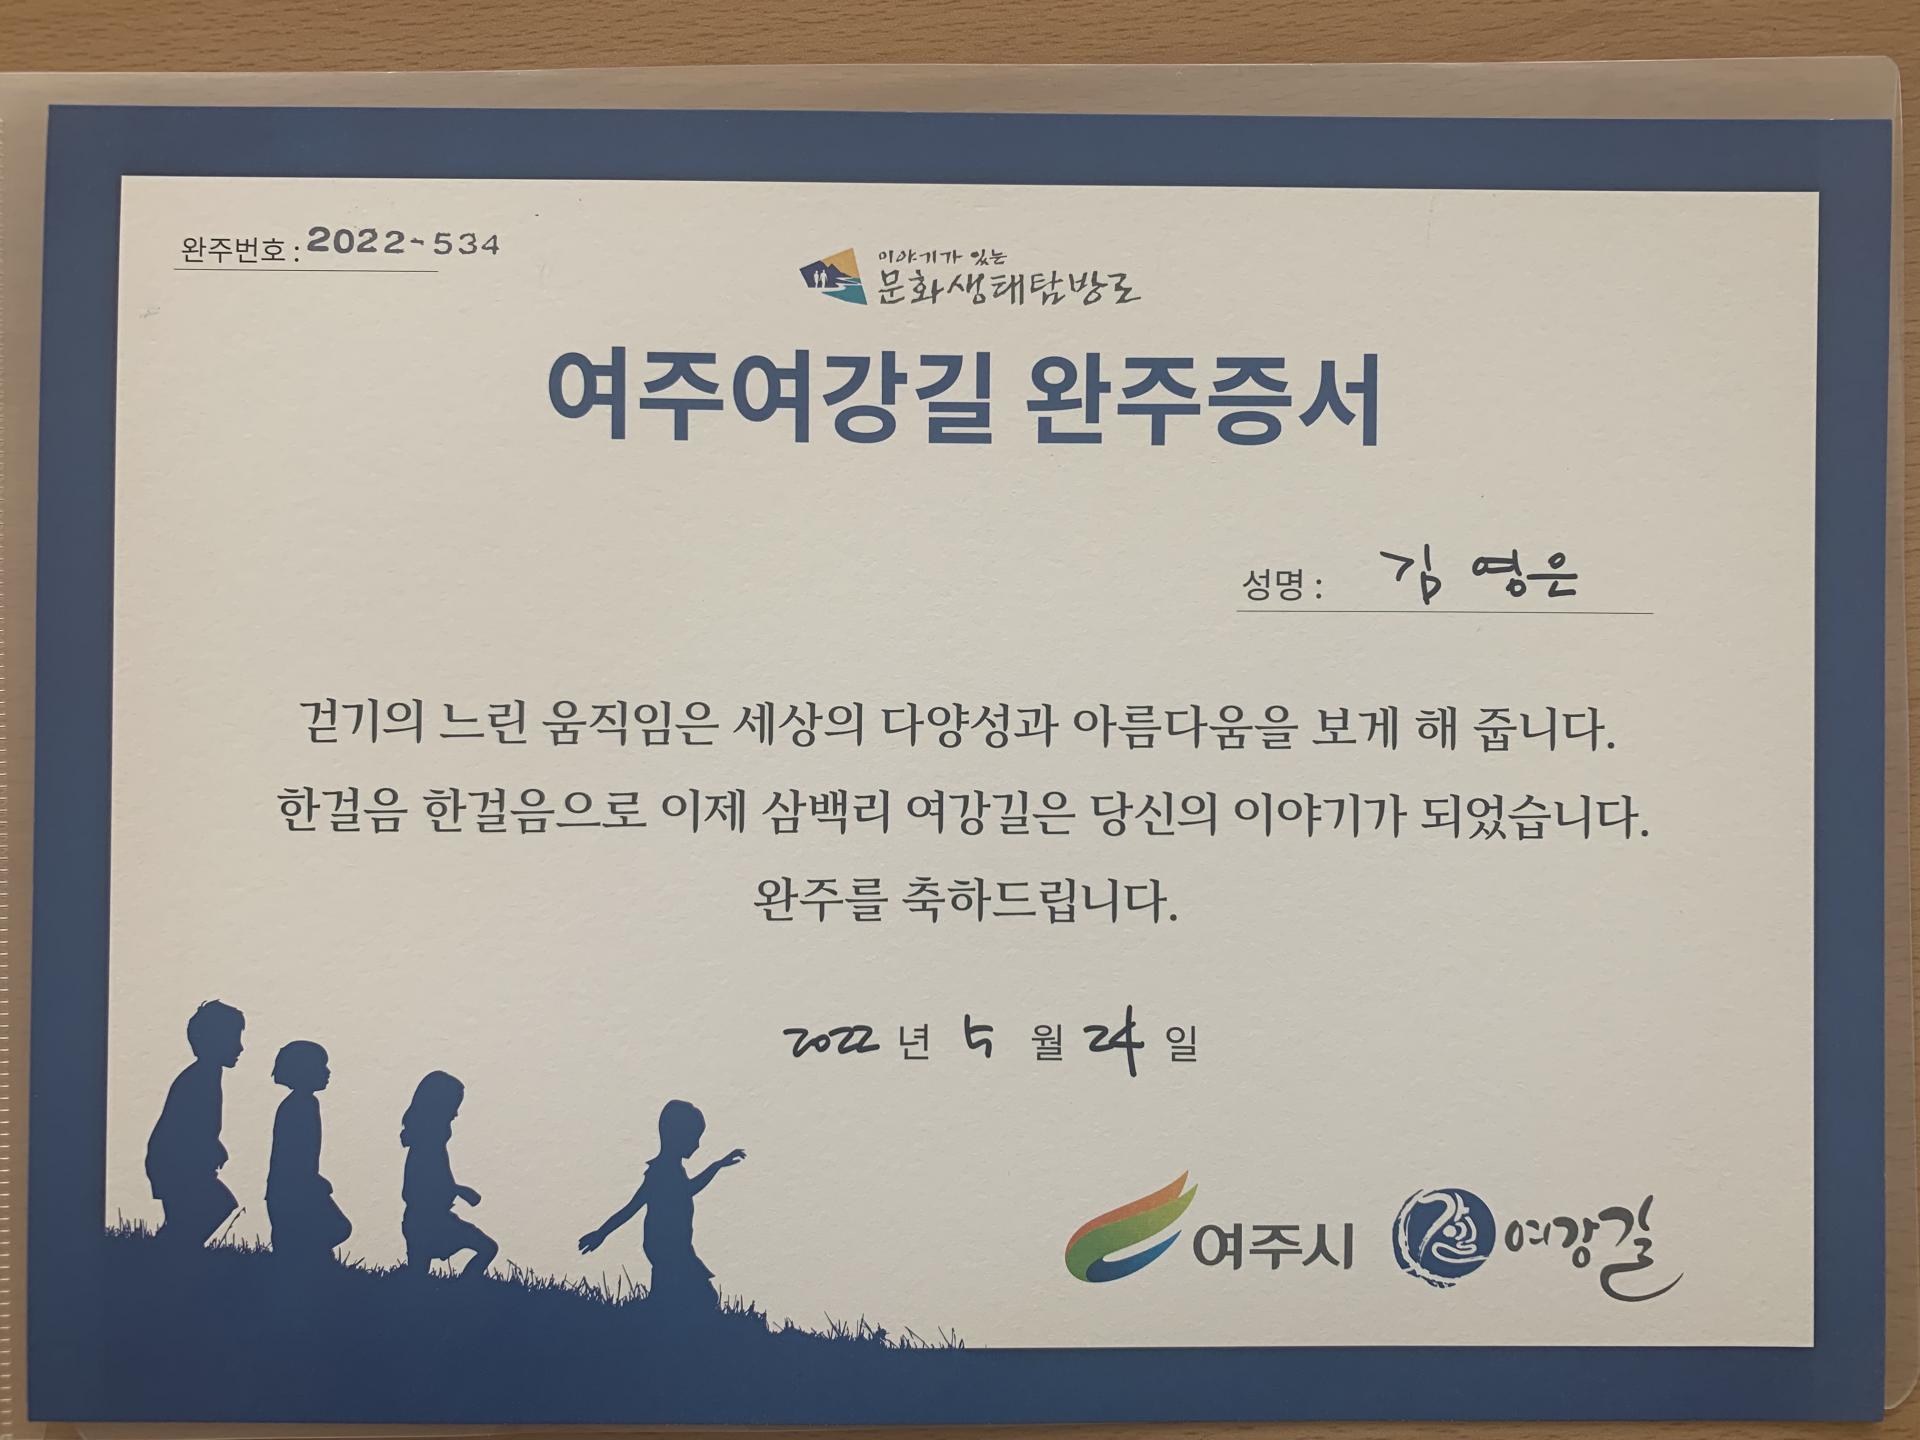 완주번호 : 2022-534
이야기가 있는
문화생태탐방로
여주여강길 완주증서
성명 : 김 영은
걷기의 느린 움직임은 세상의 다양성과 아름다움을 보게 해 줍니다.
한걸음 한걸음으로 이제 삼백리 여강길은 당신의 이야기가 되었습니다.
완주를 축하드립니다.
2022 년 5 월 24 일
여주시
여강길